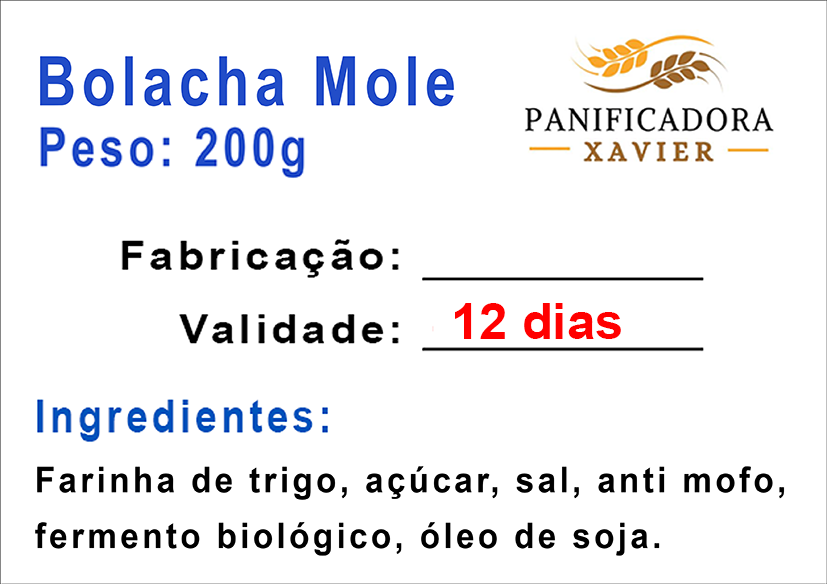 Bolacha Mole
Peso: 200g
PANIFICADORA
XAVIER
Fabricação:
Validade: 12 dias
Ingredientes:
Farinha de trigo, açúcar, sal, anti mofo,
fermento biológico, óleo de soja.